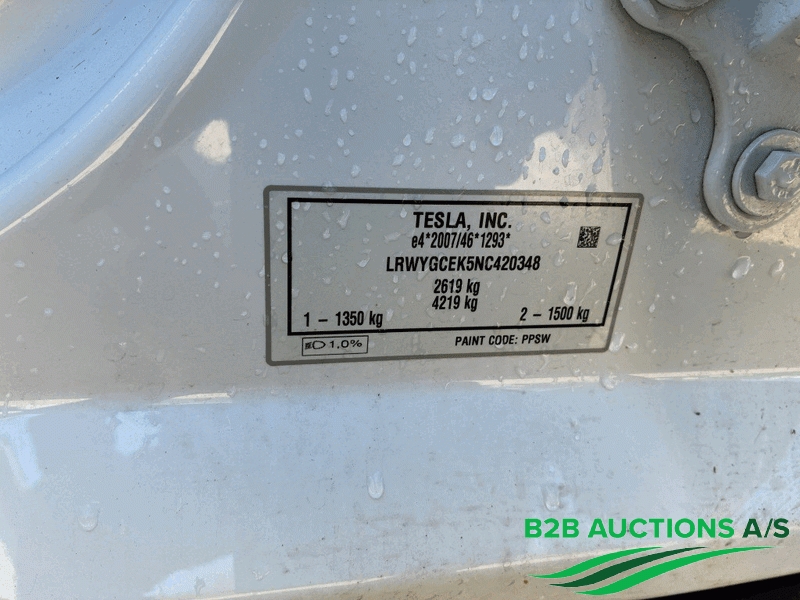 TESLA, INC.
e4*2007/46*1293*
LRWYGCEK5NC420348
2619 kg
4219 kg
1 – 1350 kg 2 – 1500 kg
1.0% PAINT CODE: PPSW
B2B AUCTIONS A/S